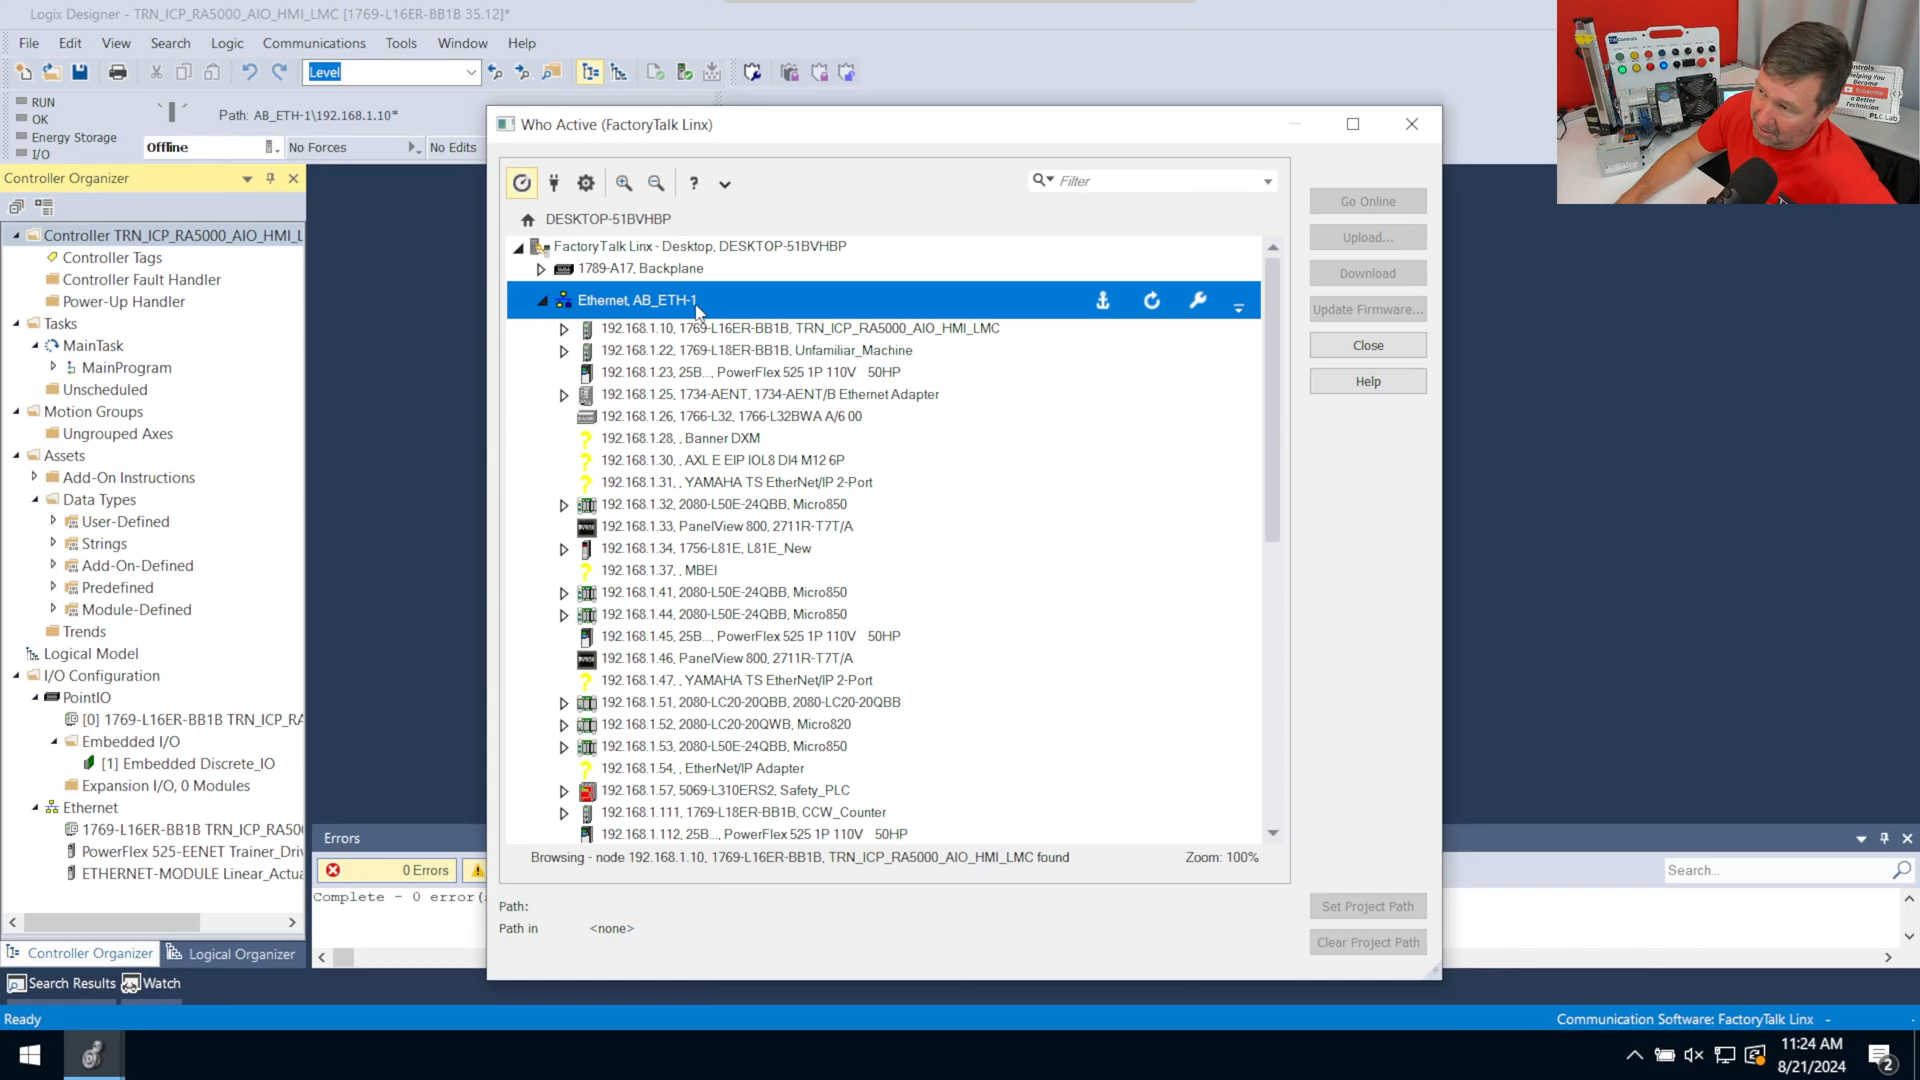 Logix Designer - TRN_ICP_RA5000_AIO_HMI_LMC [1769-L16ER-BB1B 35.12]*
File Edit View Search Logic Communications Tools Window Help
Level
RUN
OK
Energy Storage
I/O
Path: AB_ETH-1\192.168.1.10*
Offline
No Forces
No Edits
Controller Organizer
Controller TRN_ICP_RA5000_AIO_HMI_L
Controller Tags
Controller Fault Handler
Power-Up Handler
Tasks
MainTask
MainProgram
Unscheduled
Motion Groups
Ungrouped Axes
Assets
Add-On Instructions
Data Types
User-Defined
Strings
Add-On-Defined
Predefined
Module-Defined
Trends
Logical Model
I/O Configuration
PointIO
[0] 1769-L16ER-BB1B TRN_ICP_RA
Embedded I/O
[1] Embedded Discrete_IO
Expansion I/O, 0 Modules
Ethernet
1769-L16ER-BB1B TRN_ICP_RA50
PowerFlex 525-EENET Trainer_Driv
ETHERNET-MODULE Linear_Actua
Controller Organizer
Logical Organizer
Search Results
Watch
Who Active (FactoryTalk Linx)
Filter
DESKTOP-51BVHBP
FactoryTalk Linx - Desktop, DESKTOP-51BVHBP
1789-A17, Backplane
Ethernet, AB_ETH-1
192.168.1.10, 1769-L16ER-BB1B, TRN_ICP_RA5000_AIO_HMI_LMC
192.168.1.22, 1769-L18ER-BB1B, Unfamiliar_Machine
192.168.1.23, 25B..., PowerFlex 525 1P 110V 50HP
192.168.1.25, 1734-AENT, 1734-AENT/B Ethernet Adapter
192.168.1.26, 1766-L32, 1766-L32BWA A/6 00
192.168.1.28, , Banner DXM
192.168.1.30, , AXL E EIP IOL8 DI4 M12 6P
192.168.1.31, , YAMAHA TS EtherNet/IP 2-Port
192.168.1.32, 2080-L50E-24QBB, Micro850
192.168.1.33, PanelView 800, 2711R-T7T/A
192.168.1.34, 1756-L81E, L81E_New
192.168.1.37, , MBEI
192.168.1.41, 2080-L50E-24QBB, Micro850
192.168.1.44, 2080-L50E-24QBB, Micro850
192.168.1.45, 25B..., PowerFlex 525 1P 110V 50HP
192.168.1.46, PanelView 800, 2711R-T7T/A
192.168.1.47, , YAMAHA TS EtherNet/IP 2-Port
192.168.1.51, 2080-LC20-20QBB, 2080-LC20-20QBB
192.168.1.52, 2080-LC20-20QWB, Micro820
192.168.1.53, 2080-L50E-24QBB, Micro850
192.168.1.54, , EtherNet/IP Adapter
192.168.1.57, 5069-L310ERS2, Safety_PLC
192.168.1.111, 1769-L18ER-BB1B, CCW_Counter
192.168.1.112, 25B..., PowerFlex 525 1P 110V 50HP
Browsing - node 192.168.1.10, 1769-L16ER-BB1B, TRN_ICP_RA5000_AIO_HMI_LMC found
Zoom: 100%
Path:
Path in <none>
Go Online
Upload...
Download
Update Firmware...
Close
Help
Set Project Path
Clear Project Path
Errors
0 Errors
Complete - 0 error(
Search...
Ready
Communication Software: FactoryTalk Linx
11:24 AM
8/21/2024
2
Helping You
Become
Subscribe
a Better
Technician
PLC Lab